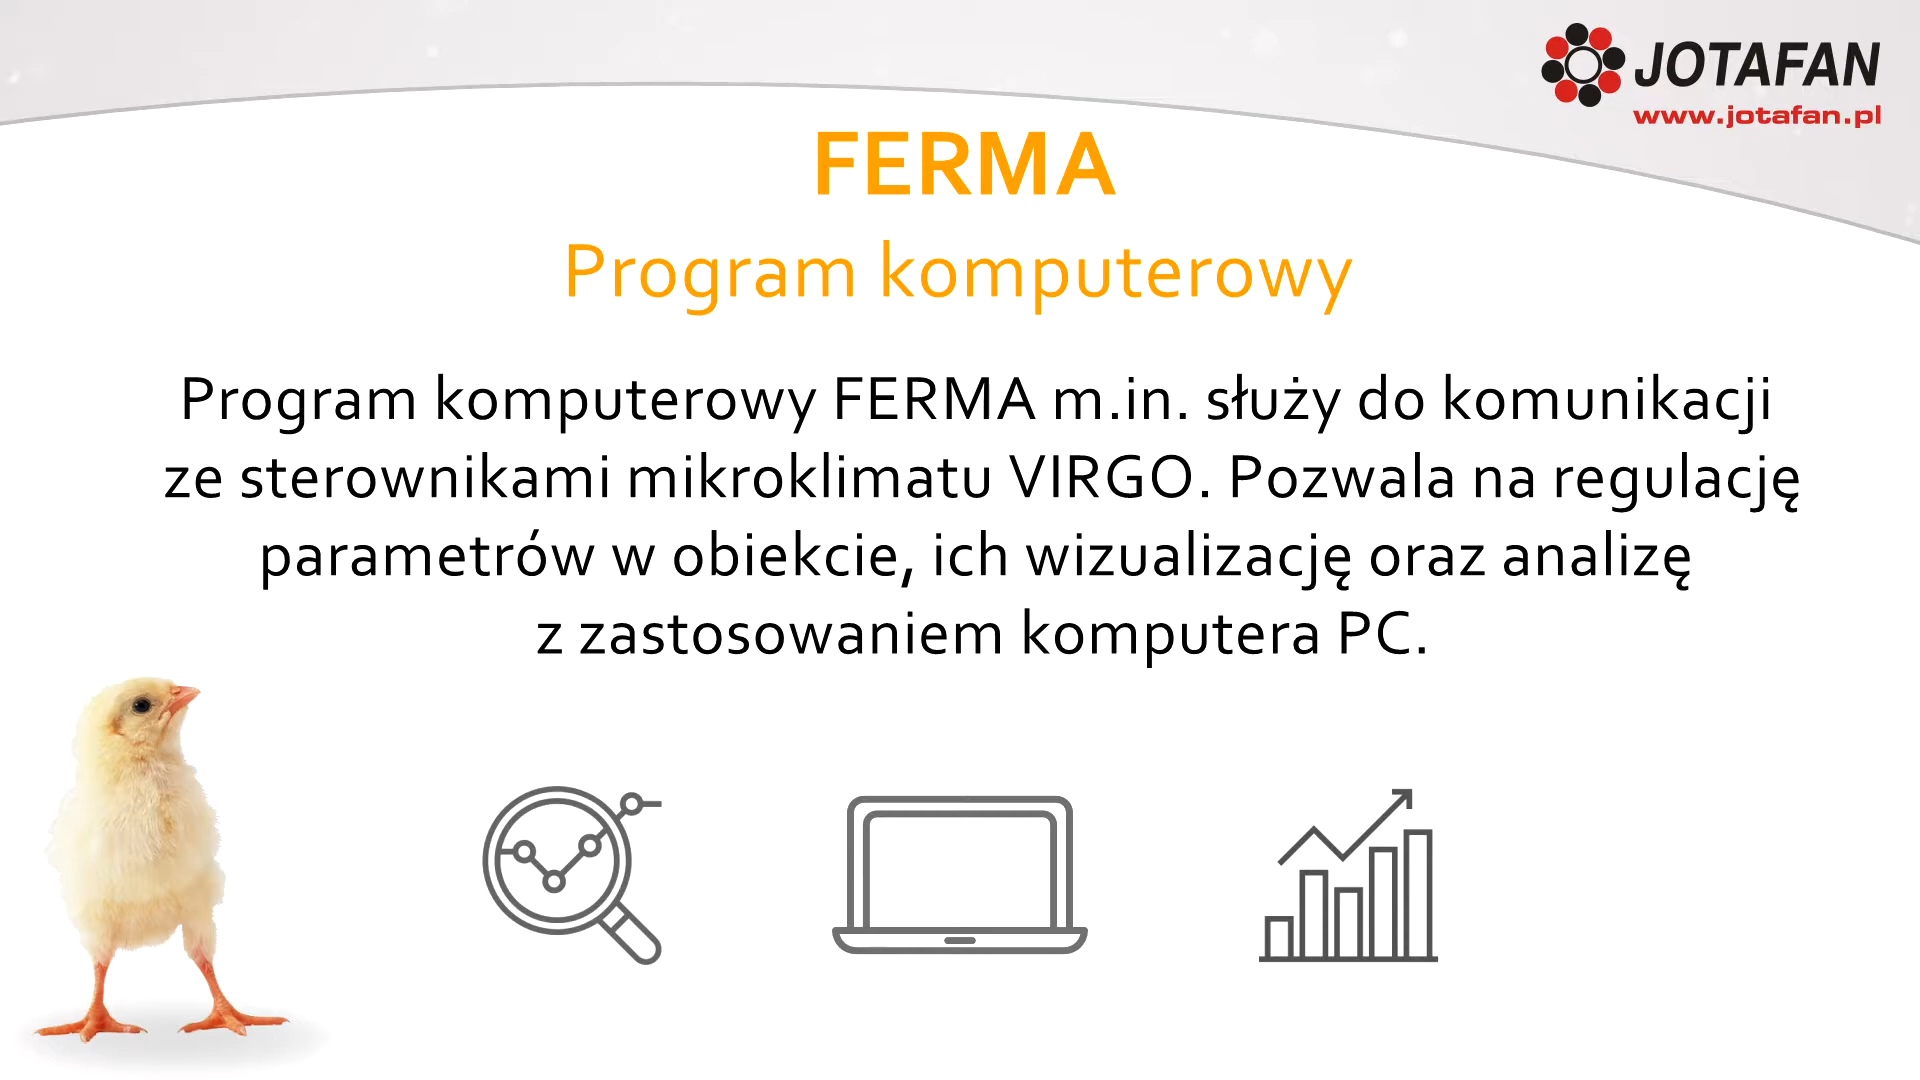 JOTAFAN
www.jotafan.pl
FERMA
Program komputerowy
Program komputerowy FERMA m.in. służy do komunikacji
ze sterownikami mikroklimatu VIRGO. Pozwala na regulację
parametrów w obiekcie, ich wizualizację oraz analizę
z zastosowaniem komputera PC.